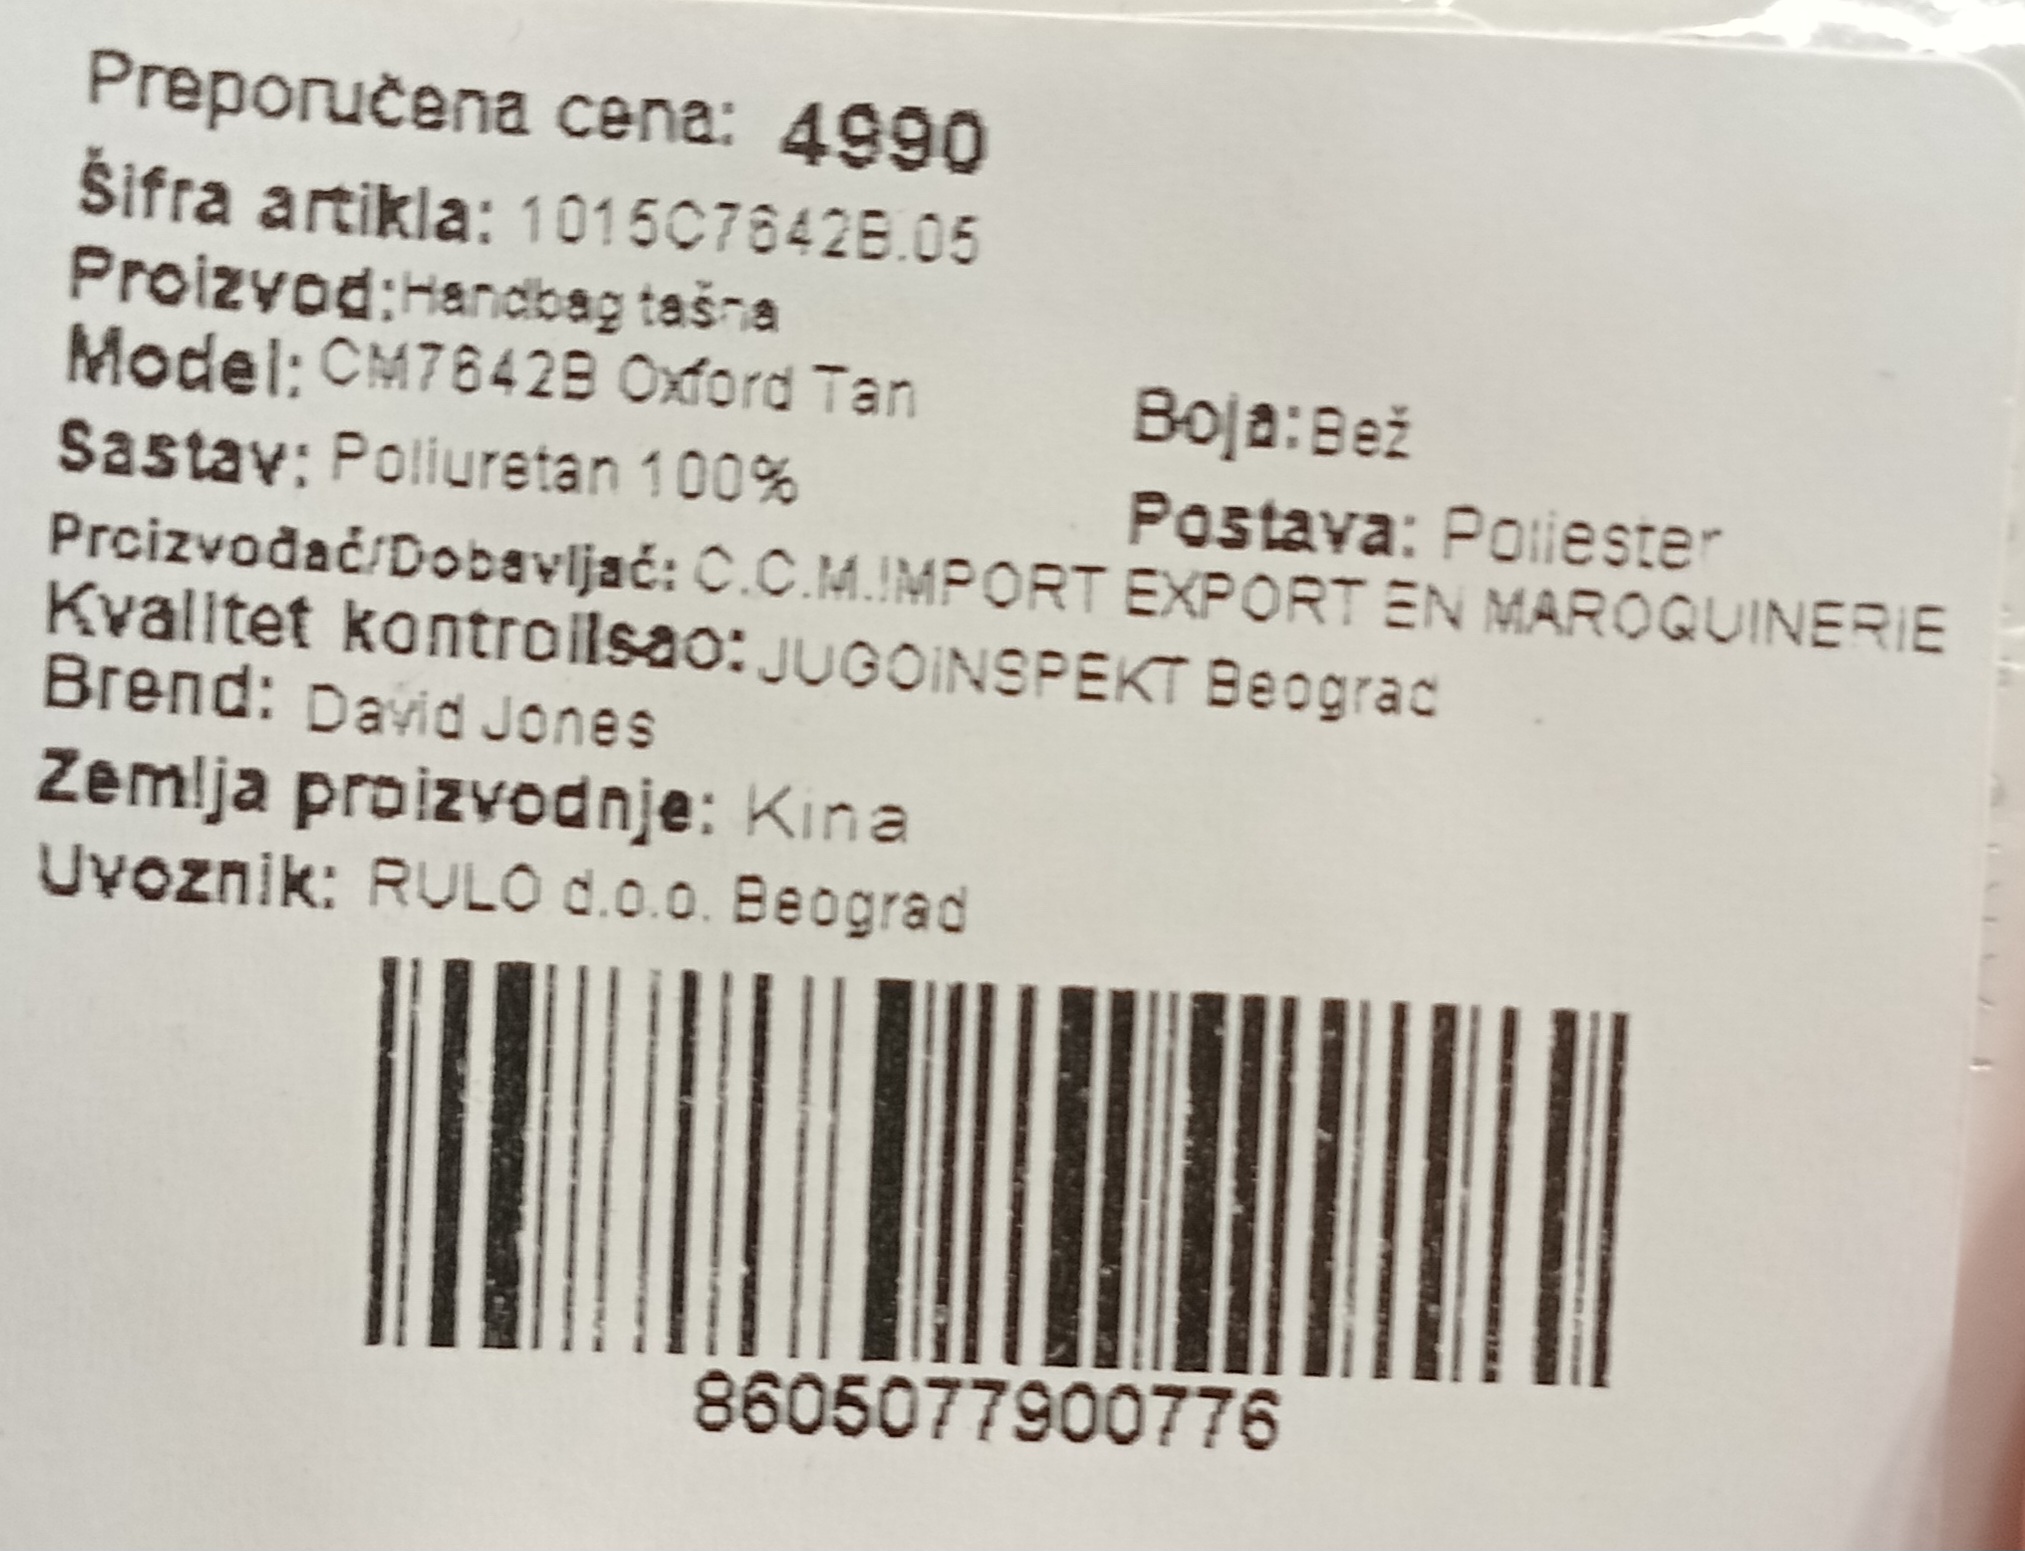 Preporučena cena: 4990
Šifra artikla: 1015C7642B.05
Proizvod: Handbag tašna
Model: CM7642B Oxford Tan
Boja: Bež
Sastav: Poliuretan 100%
Postava: Poliester
Proizvođač/Dobavljač: C.C.M.IMPORT EXPORT EN MAROQUINERIE
Kvalitet kontrolisao: JUGOINSPEKT Beograd
Brend: David Jones
Zemlja proizvodnje: Kina
Uvoznik: RULO d.o.o. Beograd
8605077900776